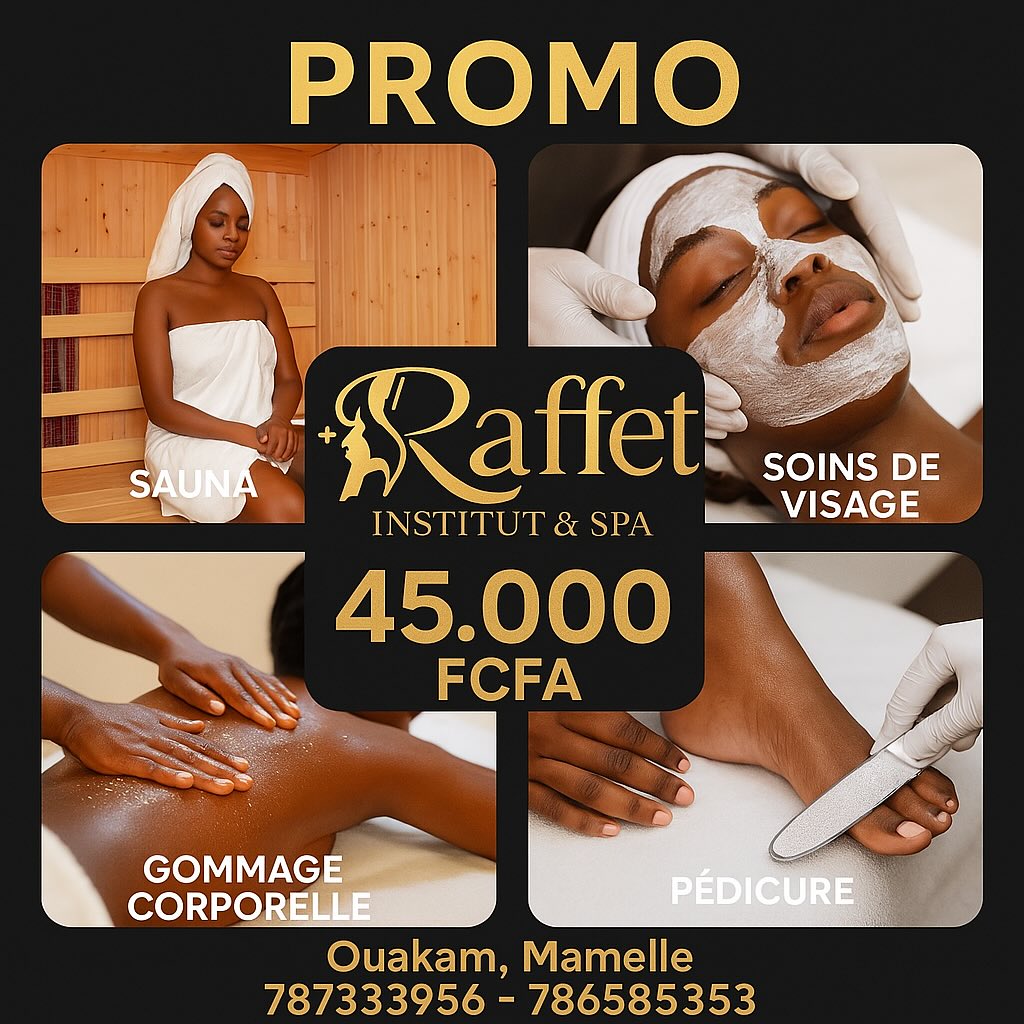 PROMO
SAUNA
SOINS DE
VISAGE
Raffet
INSTITUT & SPA
45.000
FCFA
GOMMAGE
CORPORELLE
PÉDICURE
Ouakam, Mamelle
787333956 - 786585353